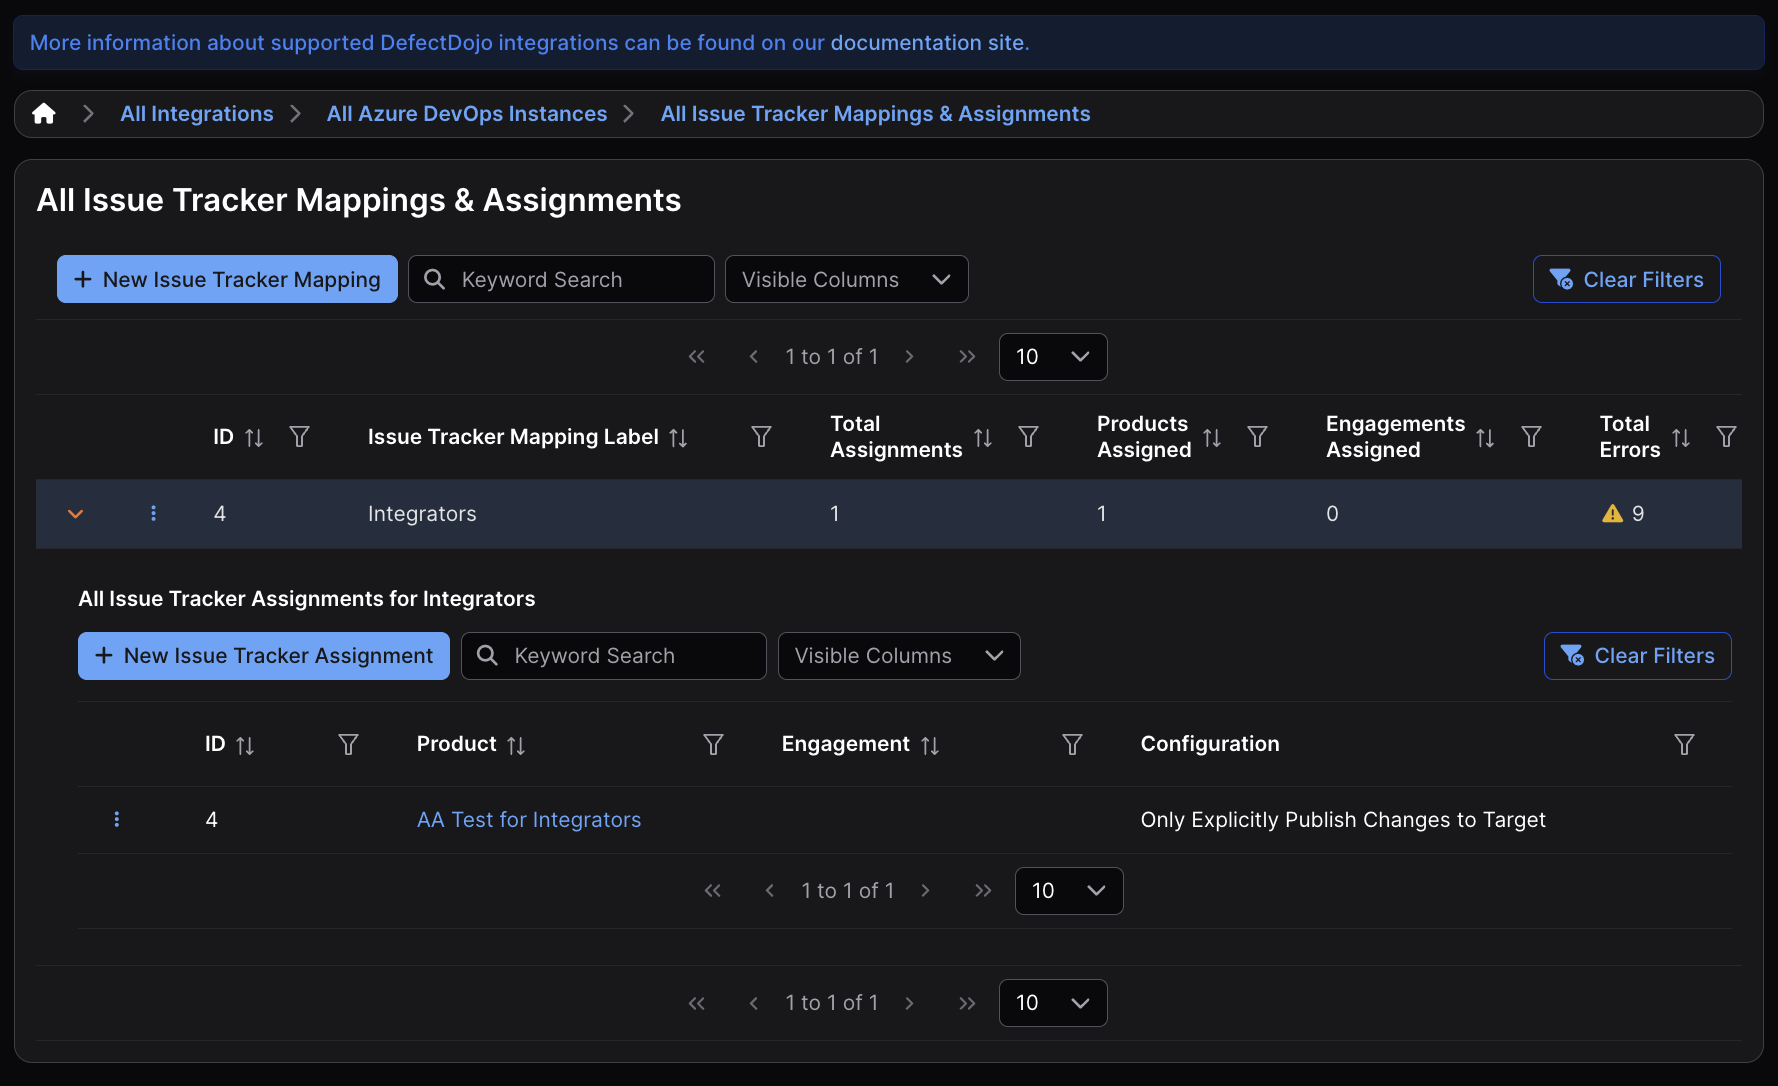 More information about supported DefectDojo integrations can be found on our documentation site.
All Integrations All Azure DevOps Instances All Issue Tracker Mappings & Assignments
All Issue Tracker Mappings & Assignments
New Issue Tracker Mapping Keyword Search Visible Columns Clear Filters
1 to 1 of 1 10
ID Issue Tracker Mapping Label Total Assignments Products Assigned Engagements Assigned Total Errors
4 Integrators 1 1 0 9
All Issue Tracker Assignments for Integrators
New Issue Tracker Assignment Keyword Search Visible Columns Clear Filters
ID Product Engagement Configuration
4 AA Test for Integrators Only Explicitly Publish Changes to Target
1 to 1 of 1 10
1 to 1 of 1 10